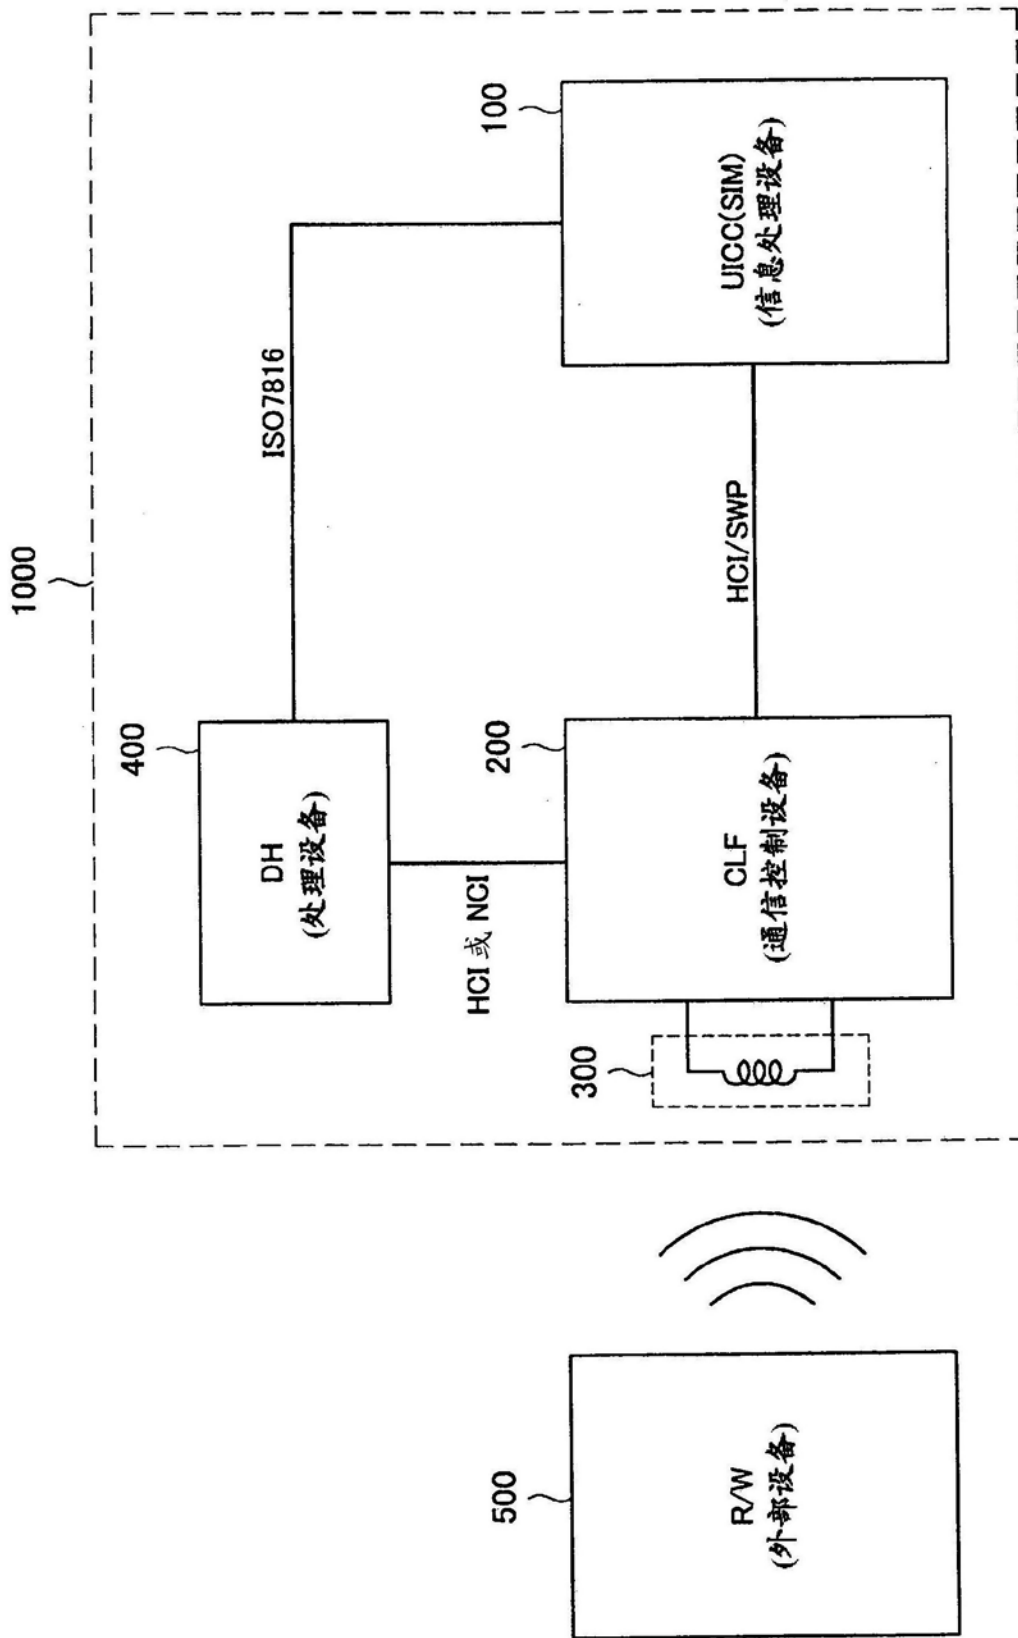 1000
400
DH
(处理设备)
ISO7816
100
UICC(SIM)
(信息处理设备)
HCI 或 NCI
200
CLF
(通信控制设备)
HCI/SWP
300
500
R/W
(外部设备)